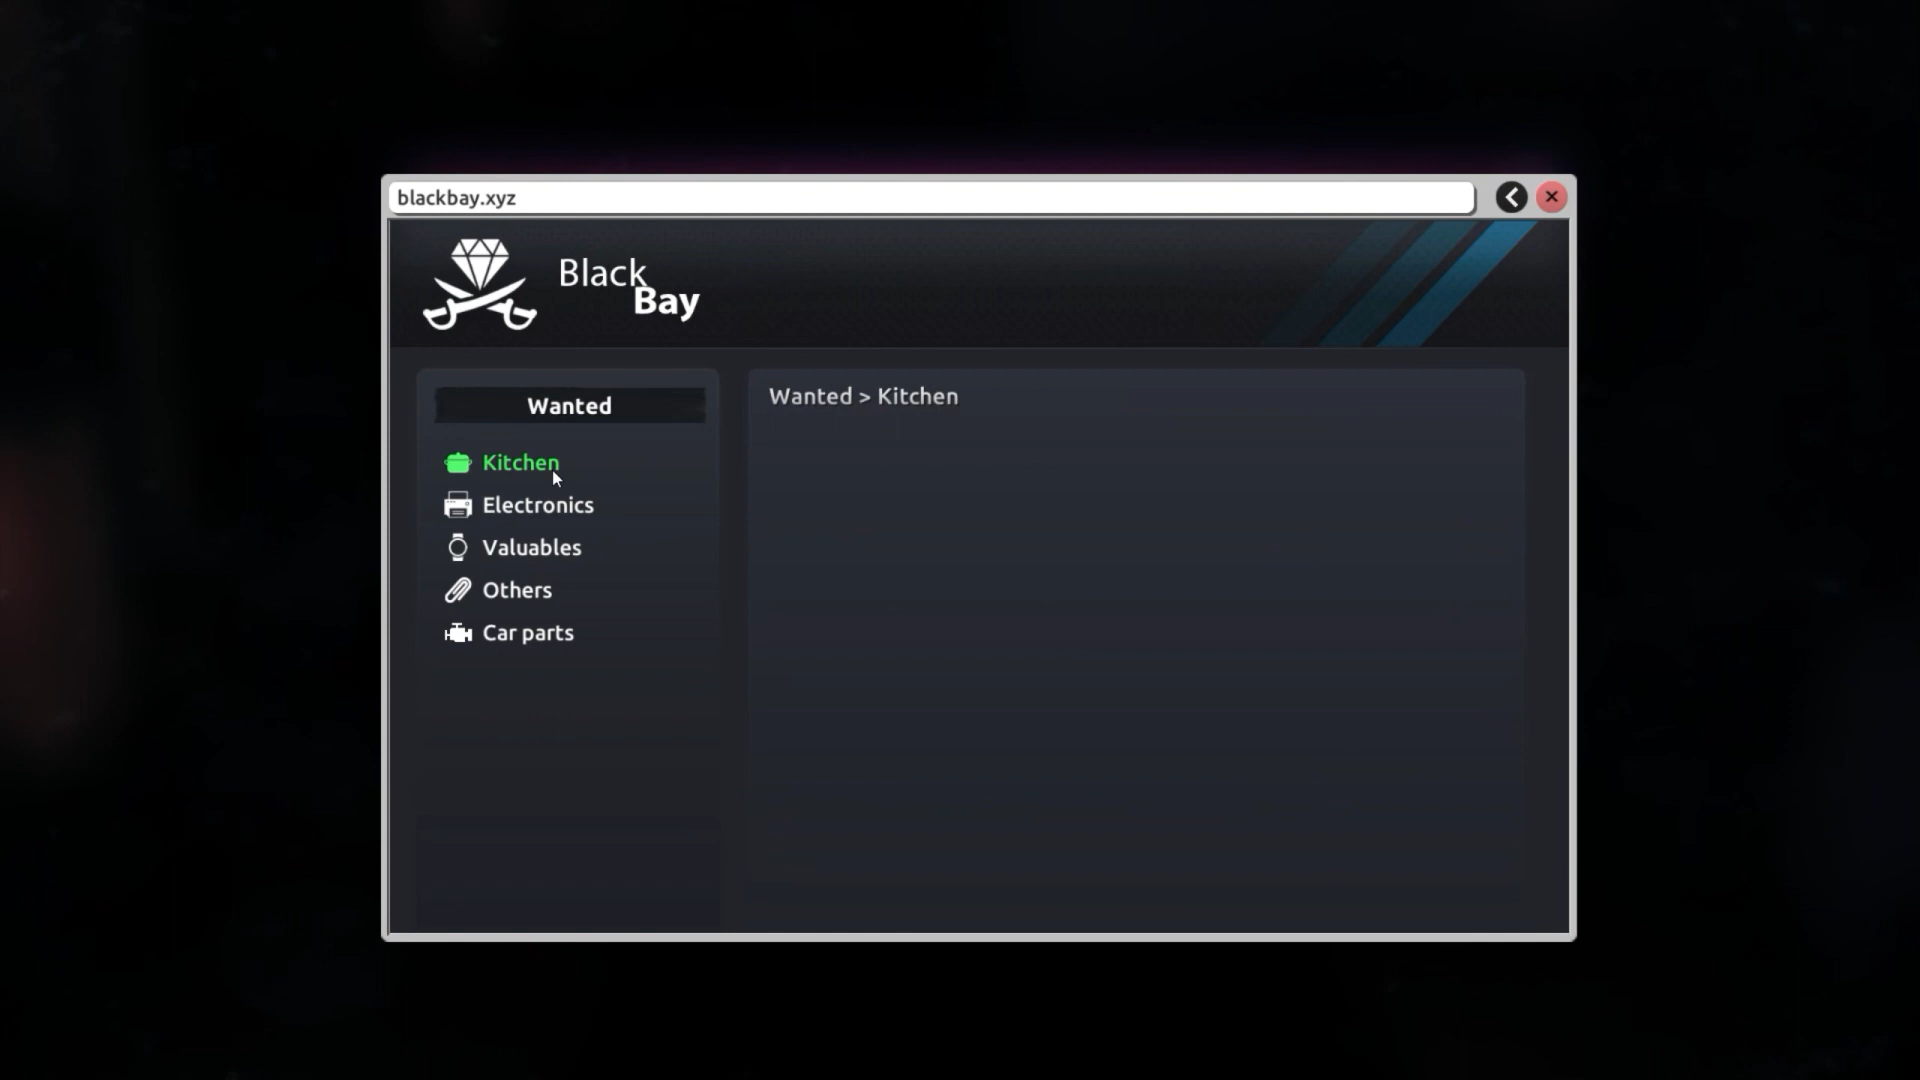 blackbay.xyz
Black
Bay
Wanted
Wanted > Kitchen
Kitchen
Electronics
Valuables
Others
Car parts